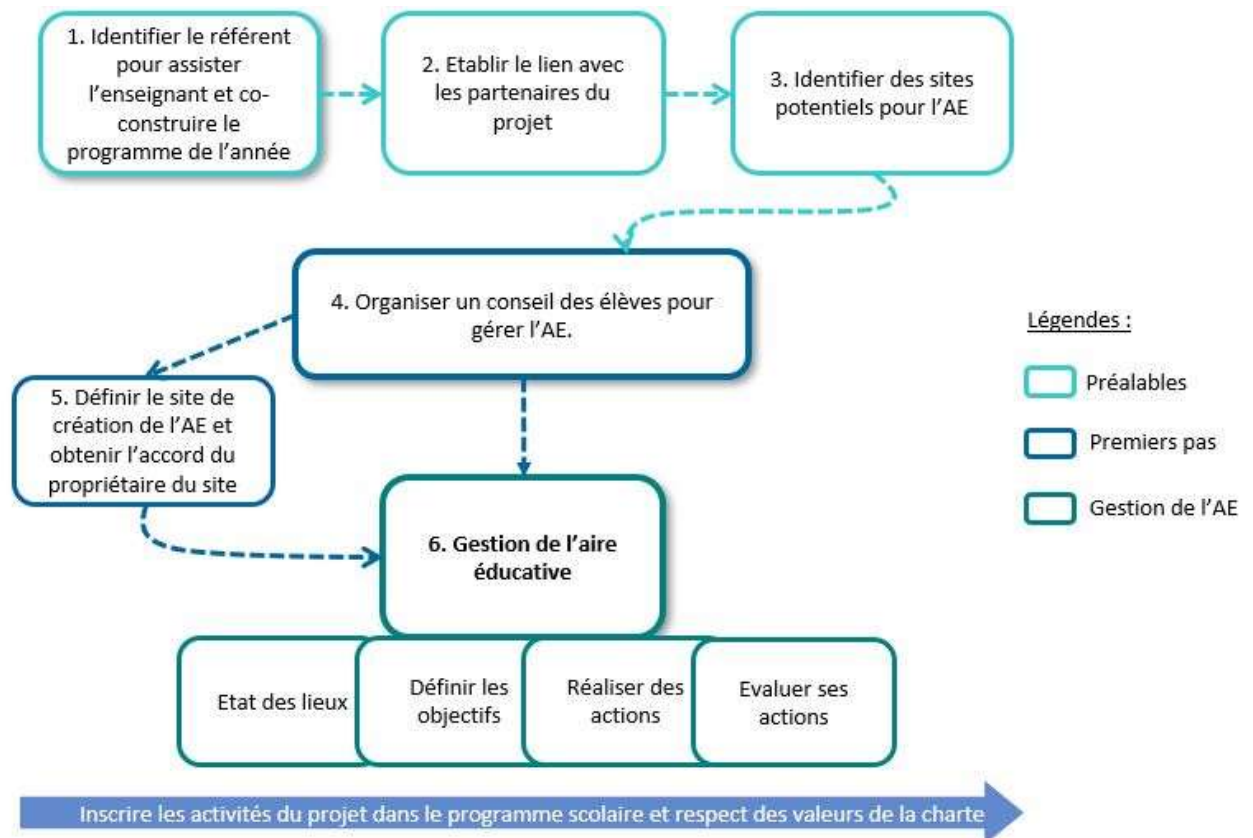 1. Identifier le référent
pour assister
l’enseignant et co-
construire le
programme de l’année
2. Etablir le lien avec
les partenaires du
projet
3. Identifier des sites
potentiels pour l’AE
4. Organiser un conseil des élèves pour
gérer l’AE.
5. Définir le site de
création de l’AE et
obtenir l’accord du
propriétaire du site
6. Gestion de l’aire
éducative
Etat des lieux
Définir les
objectifs
Réaliser des
actions
Evaluer ses
actions
Légendes :
Préalables
Premiers pas
Gestion de l’AE
Inscrire les activités du projet dans le programme scolaire et respect des valeurs de la charte